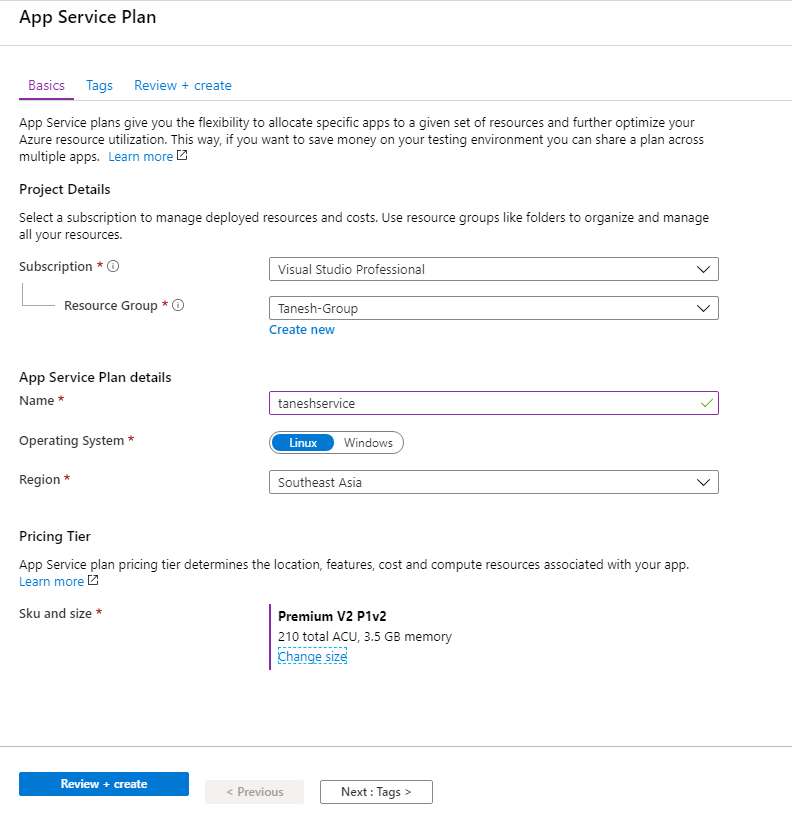 App Service Plan
Basics
Tags
Review + create
App Service plans give you the flexibility to allocate specific apps to a given set of resources and further optimize your
Azure resource utilization. This way, if you want to save money on your testing environment you can share a plan across
multiple apps. Learn more
Project Details
Select a subscription to manage deployed resources and costs. Use resource groups like folders to organize and manage
all your resources.
Subscription *
Visual Studio Professional
Resource Group *
Tanesh-Group
Create new
App Service Plan details
Name *
taneshservice
Operating System *
Linux
Windows
Region *
Southeast Asia
Pricing Tier
App Service plan pricing tier determines the location, features, cost and compute resources associated with your app.
Learn more
Sku and size *
Premium V2 P1v2
210 total ACU, 3.5 GB memory
Change size
Review + create
< Previous
Next : Tags >